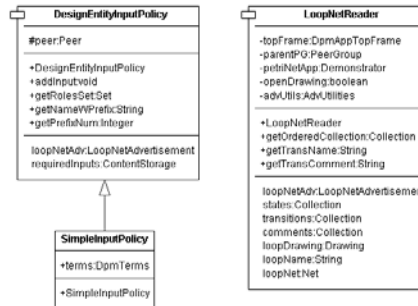 DesignEntityInputPolicy
#peer:Peer
+DesignEntityInputPolicy
+addInput:void
+getRolesSet:Set
+getNameWPrefix:String
+getPrefixNum:Integer
loopNetAdv:LoopNetAdvertisement
requiredInputs:ContentStorage
SimpleInputPolicy
+terms:DpmTerms
+SimpleInputPolicy
LoopNetReader
-topFrame:DpmAppTopFrame
-parentPG:PeerGroup
-petriNetApp:Demonstrator
-openDrawing:boolean
-advUtils:AdvUtilities
+LoopNetReader
+getOrderedCollection:Collection
+getTransName:String
+getTransComment:String
loopNetAdv:LoopNetAdvertisemen
states:Collection
transitions:Collection
comments:Collection
loopDrawing:Drawing
loopName:String
loopNet:Net